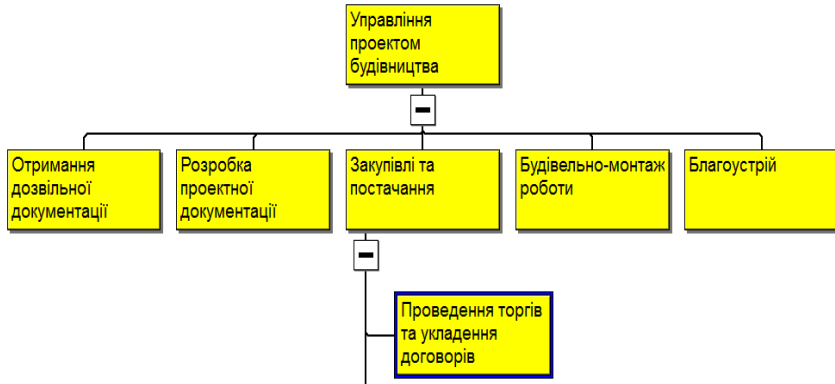 Управління
проектом
будівництва
Отримання
дозвільної
документації
Розробка
проектної
документації
Закупівлі та
постачання
Будівельно-монтаж
роботи
Благоустрій
Проведення торгів
та укладення
договорів